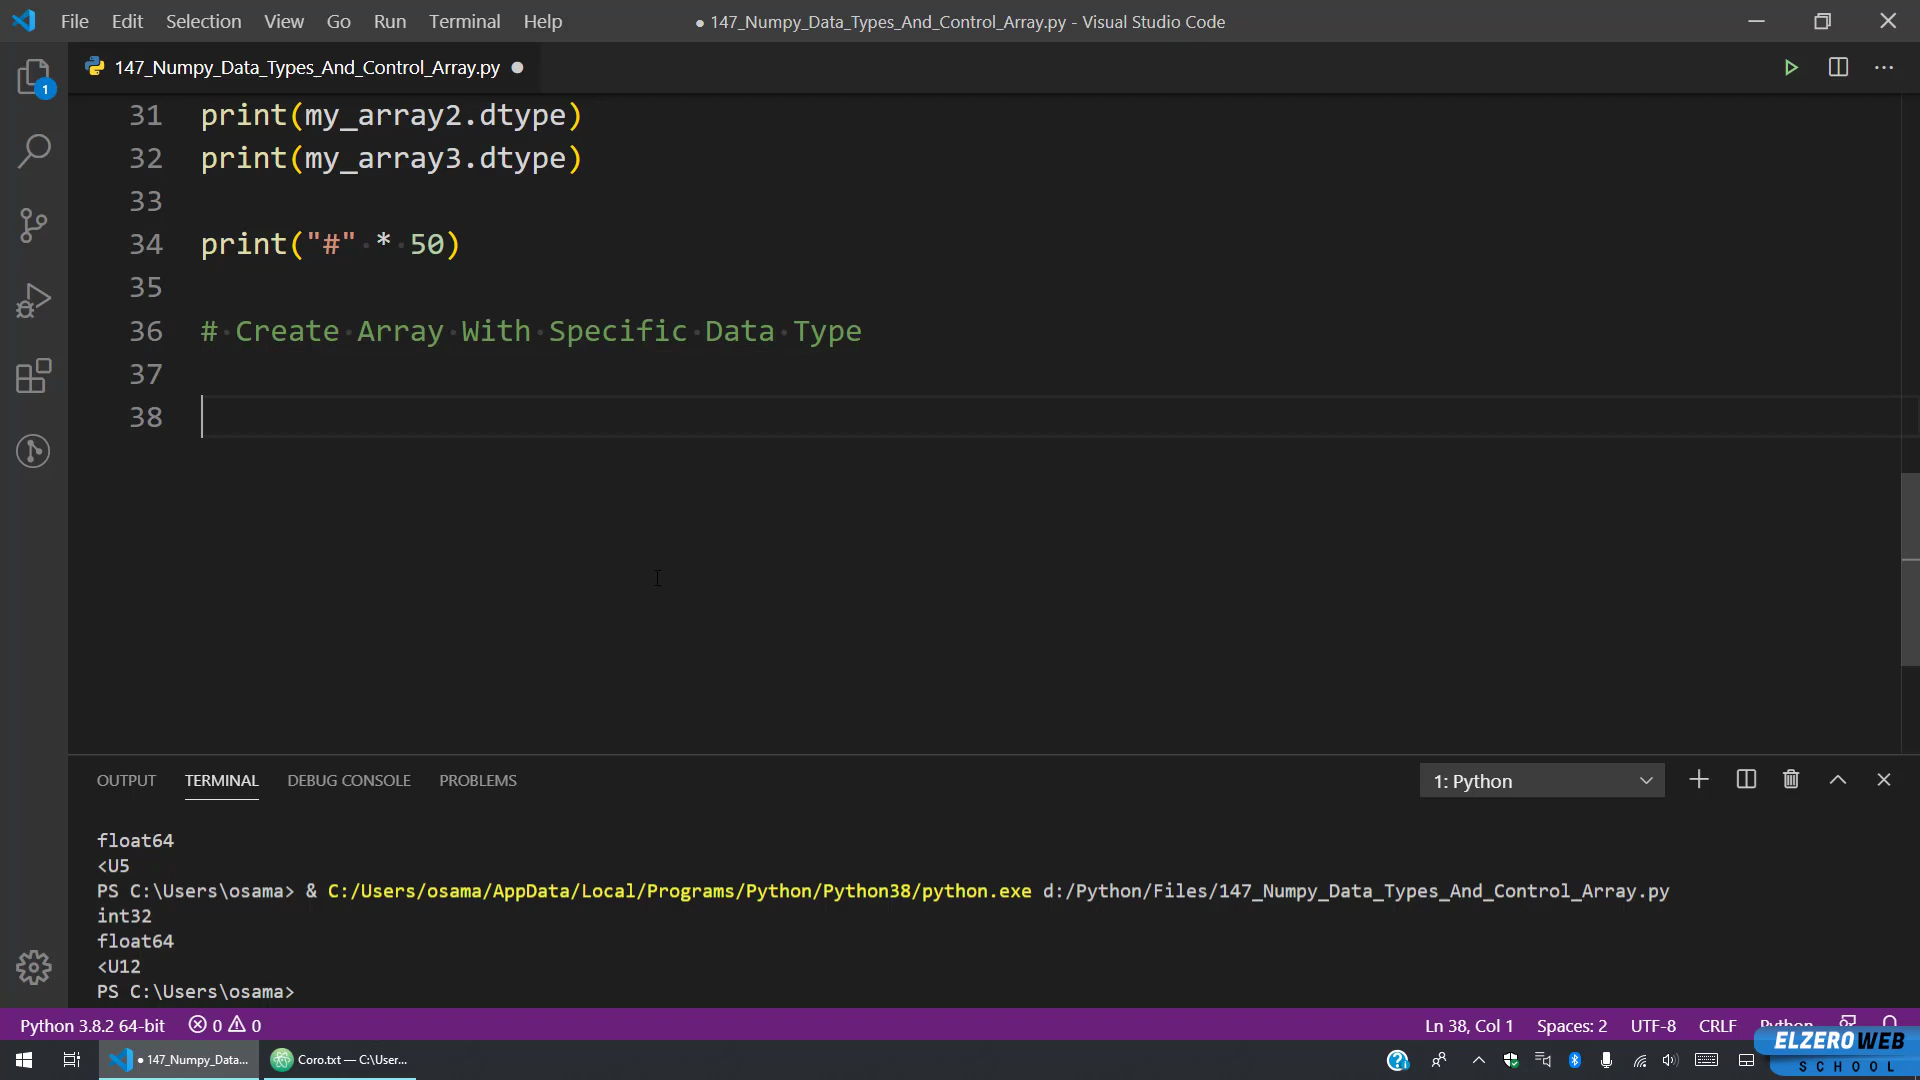 File Edit Selection View Go Run Terminal Help
● 147_Numpy_Data_Types_And_Control_Array.py - Visual Studio Code
147_Numpy_Data_Types_And_Control_Array.py
1
31 print(my_array2.dtype)
32 print(my_array3.dtype)
33
34 print("#" * 50)
35
36 # Create Array With Specific Data Type
37
38
OUTPUT TERMINAL DEBUG CONSOLE PROBLEMS
1: Python
float64
<U5
PS C:\Users\osama> & C:/Users/osama/AppData/Local/Programs/Python/Python38/python.exe d:/Python/Files/147_Numpy_Data_Types_And_Control_Array.py
int32
float64
<U12
PS C:\Users\osama>
Python 3.8.2 64-bit 0 0
Ln 38, Col 1 Spaces: 2 UTF-8 CRLF Python
● 147_Numpy_Data...
Coro.txt — C:\User...
ELZEROWEB
SCHOOL